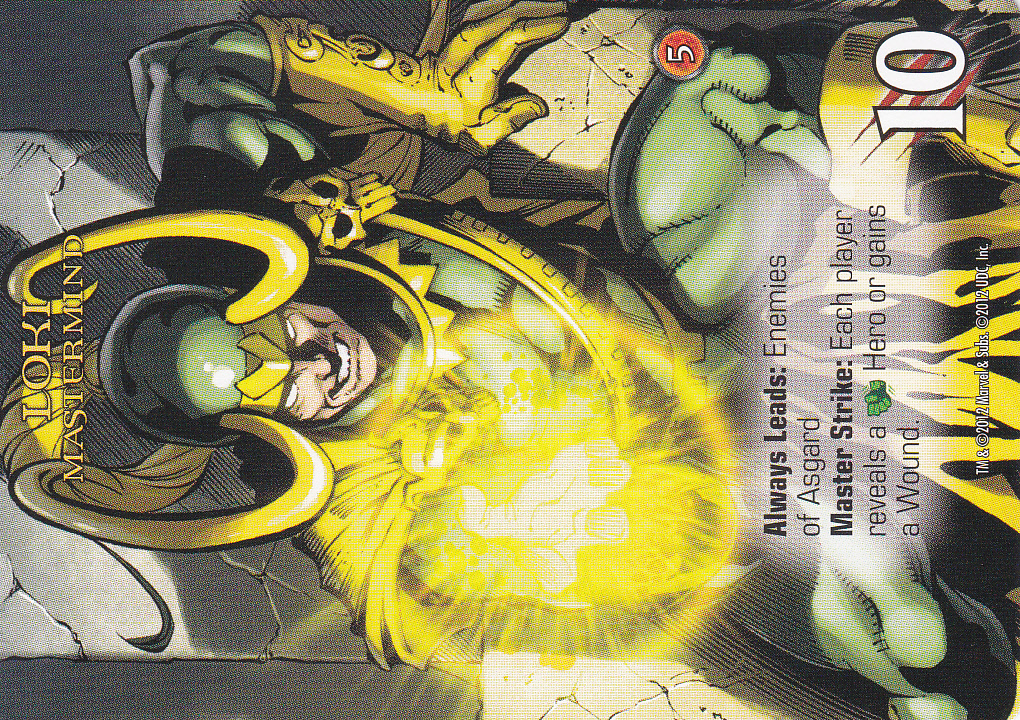 LOKI
MASTERMIND
5
Always Leads: Enemies
of Asgard
Master Strike: Each player
reveals a Hero or gains
a Wound.
10
TM & ©2012 Marvel & Subs. ©2012 UDC, Inc.